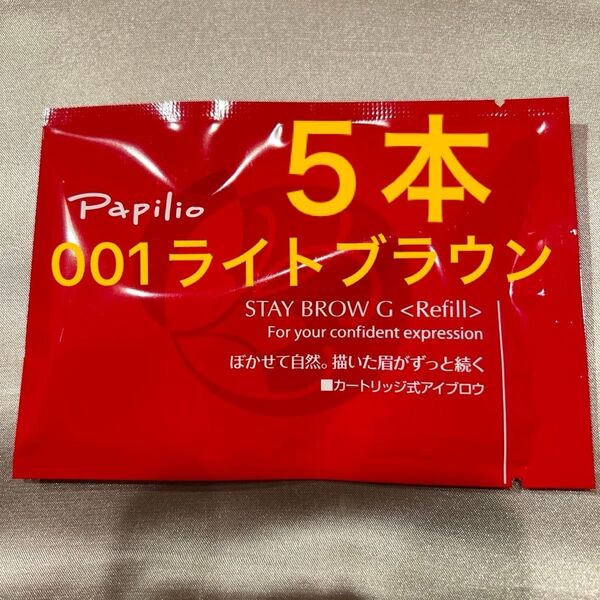 5本
Papilio
001ライトブラウン
STAY BROW G <Refill>
For your confident expression
ぼかせて自然。描いた眉がずっと続く
■カートリッジ式アイブロウ